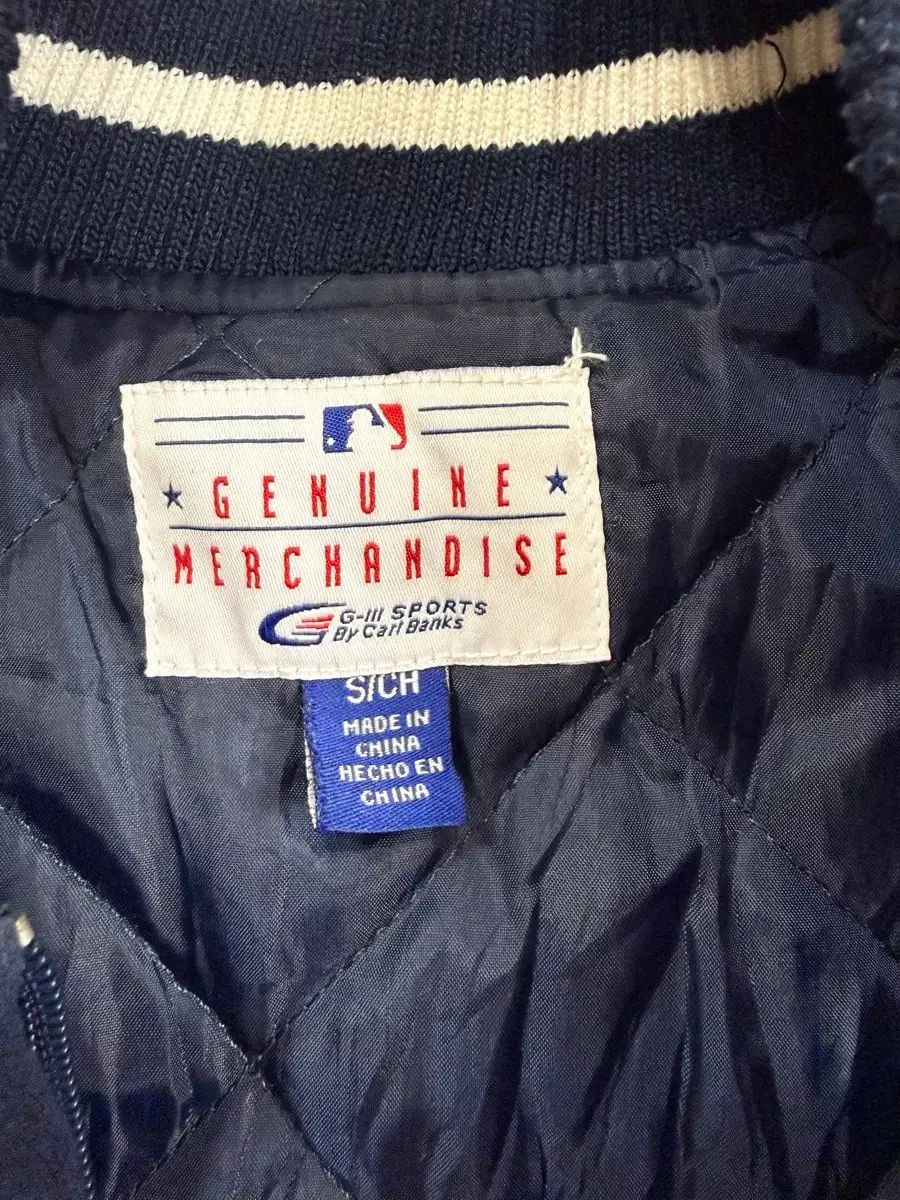 GENUINE
MERCHANDISE
G-III SPORTS
By Carl Banks
S/CH
MADE IN
CHINA
HECHO EN
CHINA